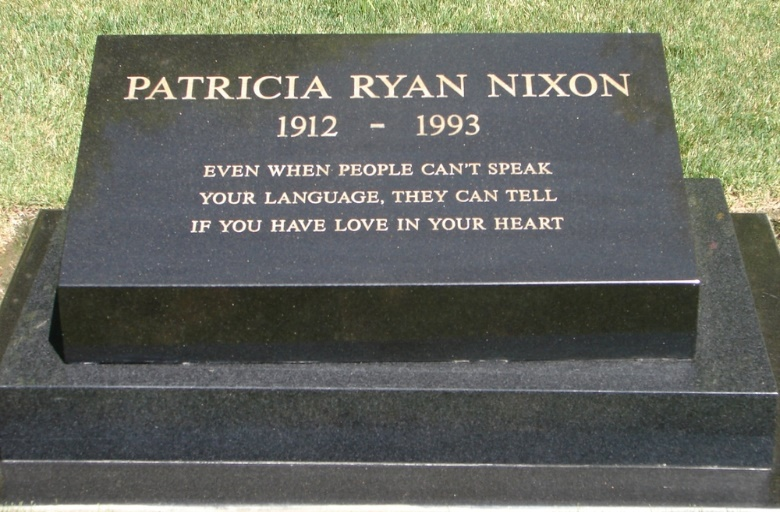 PATRICIA RYAN NIXON
1912 - 1993
EVEN WHEN PEOPLE CAN'T SPEAK
YOUR LANGUAGE, THEY CAN TELL
IF YOU HAVE LOVE IN YOUR HEART